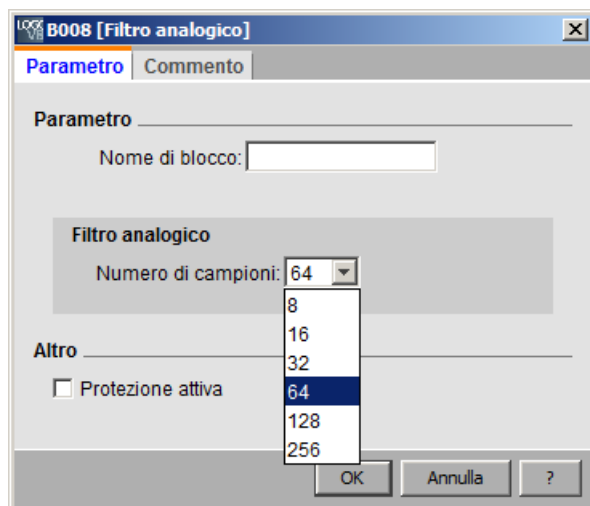 B008 [Filtro analogico]
Parametro Commento
Parametro
Nome di blocco:
Filtro analogico
Numero di campioni: 64
8
16
32
64
128
256
Altro
Protezione attiva
OK Annulla ?